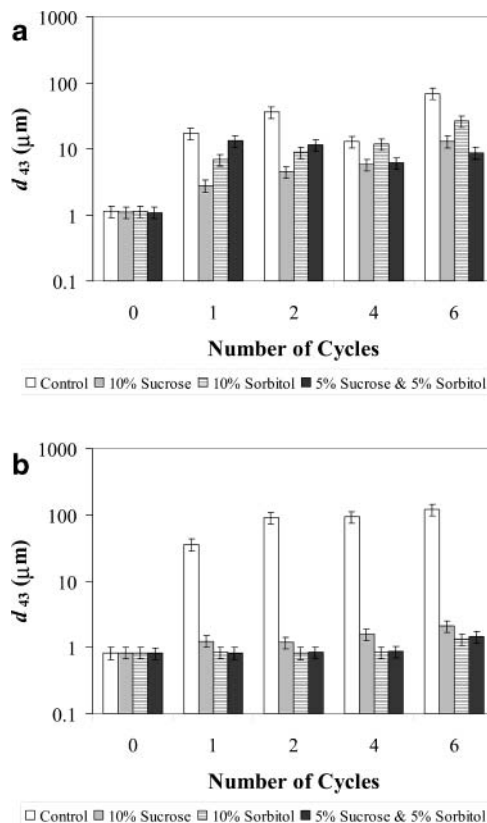 a
1000
100
10
1
0.1
d 43 (μm)
0 1 2 4 6
Number of Cycles
Control 10% Sucrose 10% Sorbitol 5% Sucrose & 5% Sorbitol
b
1000
100
10
1
0.1
d 43 (μm)
0 1 2 4 6
Number of Cycles
Control 10% Sucrose 10% Sorbitol 5% Sucrose & 5% Sorbitol